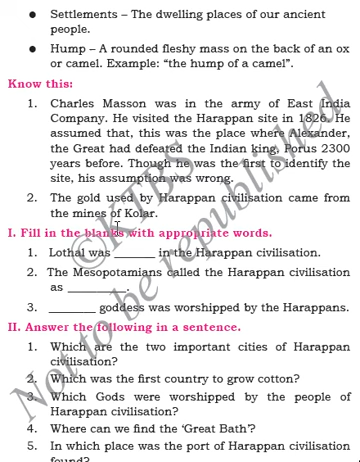 ● Settlements – The dwelling places of our ancient
people.
● Hump – A rounded fleshy mass on the back of an ox
or camel. Example: “the hump of a camel”.
Know this:
1. Charles Masson was in the army of East India
Company. He visited the Harappan site in 1826. He
assumed that, this was the place where Alexander,
the Great had defeated the Indian king, Porus 2300
years before. Though he was the first to identify the
site, his assumption was wrong.
2. The gold used by Harappan civilisation came from
the mines of Kolar.
I. Fill in the blanks with appropriate words.
1. Lothal was ______ in the Harappan civilisation.
2. The Mesopotamians called the Harappan civilisation
as _________.
3. _______ goddess was worshipped by the Harappans.
II. Answer the following in a sentence.
1. Which are the two important cities of Harappan
civilisation?
2. Which was the first country to grow cotton?
3. Which Gods were worshipped by the people of
Harappan civilisation?
4. Where can we find the ‘Great Bath’?
5. In which place was the port of Harappan civilisation
found?
©KTBS
Not to be republished